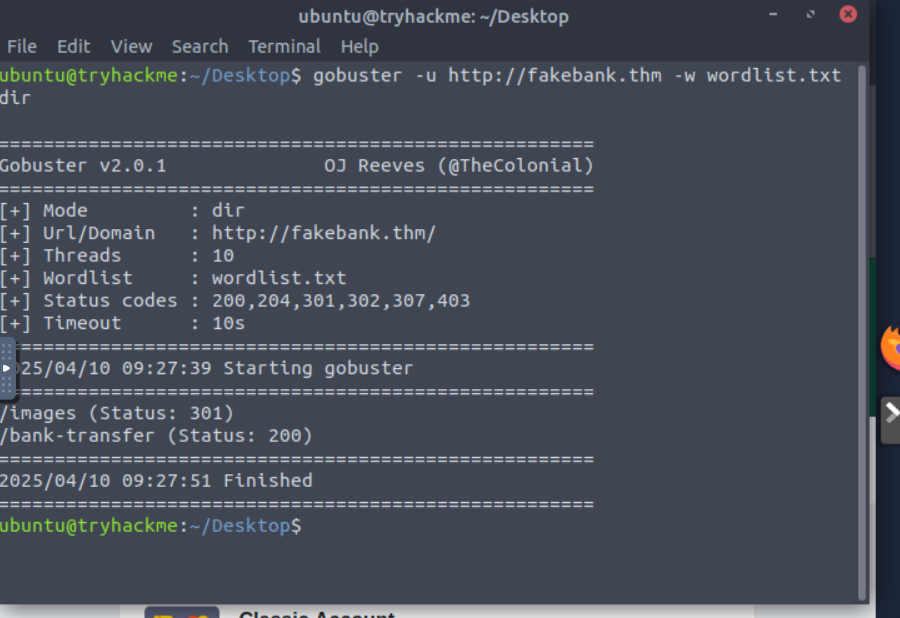 ubuntu@tryhackme: ~/Desktop
File Edit View Search Terminal Help
ubuntu@tryhackme:~/Desktop$ gobuster -u http://fakebank.thm -w wordlist.txt
dir
=====================================================
Gobuster v2.0.1              OJ Reeves (@TheColonial)
=====================================================
[+] Mode         : dir
[+] Url/Domain   : http://fakebank.thm/
[+] Threads      : 10
[+] Wordlist     : wordlist.txt
[+] Status codes : 200,204,301,302,307,403
[+] Timeout      : 10s
=====================================================
25/04/10 09:27:39 Starting gobuster
=====================================================
/images (Status: 301)
/bank-transfer (Status: 200)
=====================================================
2025/04/10 09:27:51 Finished
=====================================================
ubuntu@tryhackme:~/Desktop$
Classic Account